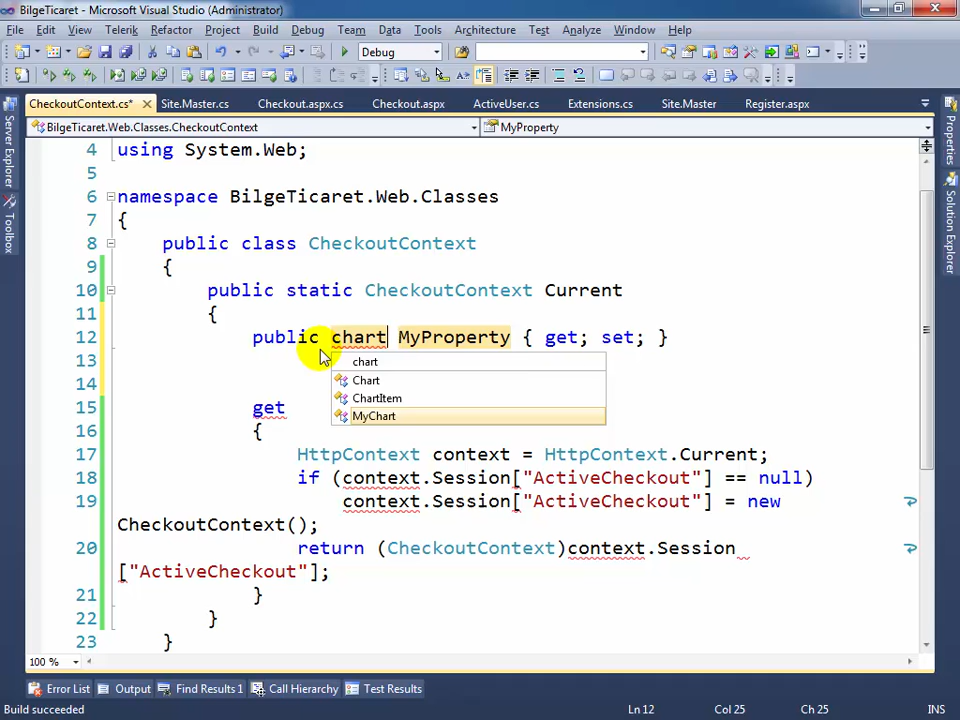 BilgeTicaret - Microsoft Visual Studio (Administrator)
File Edit View Telerik Refactor Project Build Debug Team Data Tools Architecture Test Analyze Window Help
Debug
CheckoutContext.cs* Site.Master.cs Checkout.aspx.cs Checkout.aspx ActiveUser.cs Extensions.cs Site.Master Register.aspx
BilgeTicaret.Web.Classes.CheckoutContext MyProperty
Server Explorer
Toolbox
Properties
Solution Explorer
4 using System.Web;
5
6 namespace BilgeTicaret.Web.Classes
7 {
8 public class CheckoutContext
9 {
10 public static CheckoutContext Current
11 {
12 public chart MyProperty { get; set; }
13 chart
Chart
14 ChartItem
MyChart
15 get
16 {
17 HttpContext context = HttpContext.Current;
18 if (context.Session["ActiveCheckout"] == null)
19 context.Session["ActiveCheckout"] = new
CheckoutContext();
20 return (CheckoutContext)context.Session
["ActiveCheckout"];
21 }
22 }
23 }
100 %
Error List Output Find Results 1 Call Hierarchy Test Results
Build succeeded Ln 12 Col 25 Ch 25 INS